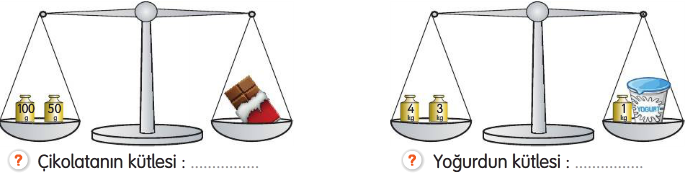 100 g 50 g
4 kg 3 kg
1 kg YOGURT
? Çikolatanın kütlesi : ................
? Yoğurdun kütlesi : ................